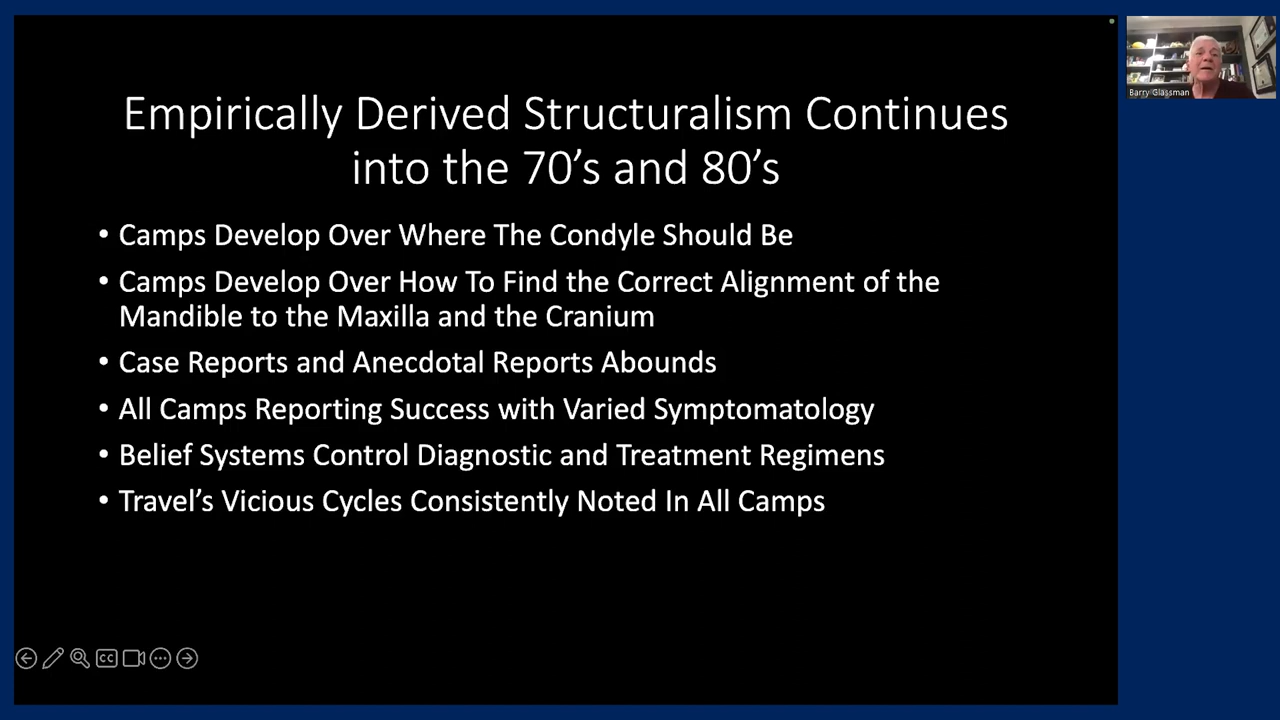 Empirically Derived Structuralism Continues
into the 70's and 80's
• Camps Develop Over Where The Condyle Should Be
• Camps Develop Over How To Find the Correct Alignment of the
Mandible to the Maxilla and the Cranium
• Case Reports and Anecdotal Reports Abounds
• All Camps Reporting Success with Varied Symptomatology
• Belief Systems Control Diagnostic and Treatment Regimens
• Travel's Vicious Cycles Consistently Noted In All Camps
Barry Glassman
CC